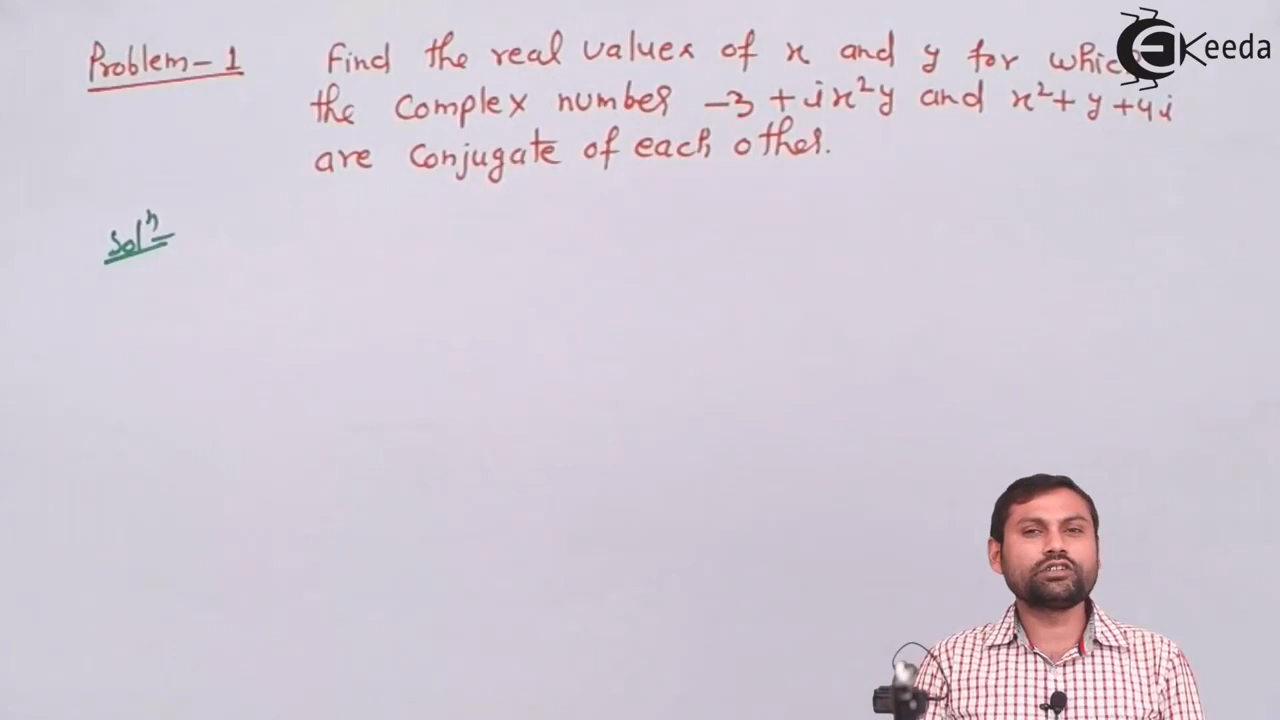 Problem-1 Find the real values of x and y for which
the complex number -3 + ix²y and x² + y + 4i
are conjugate of each other.
Solⁿ
EKeeda